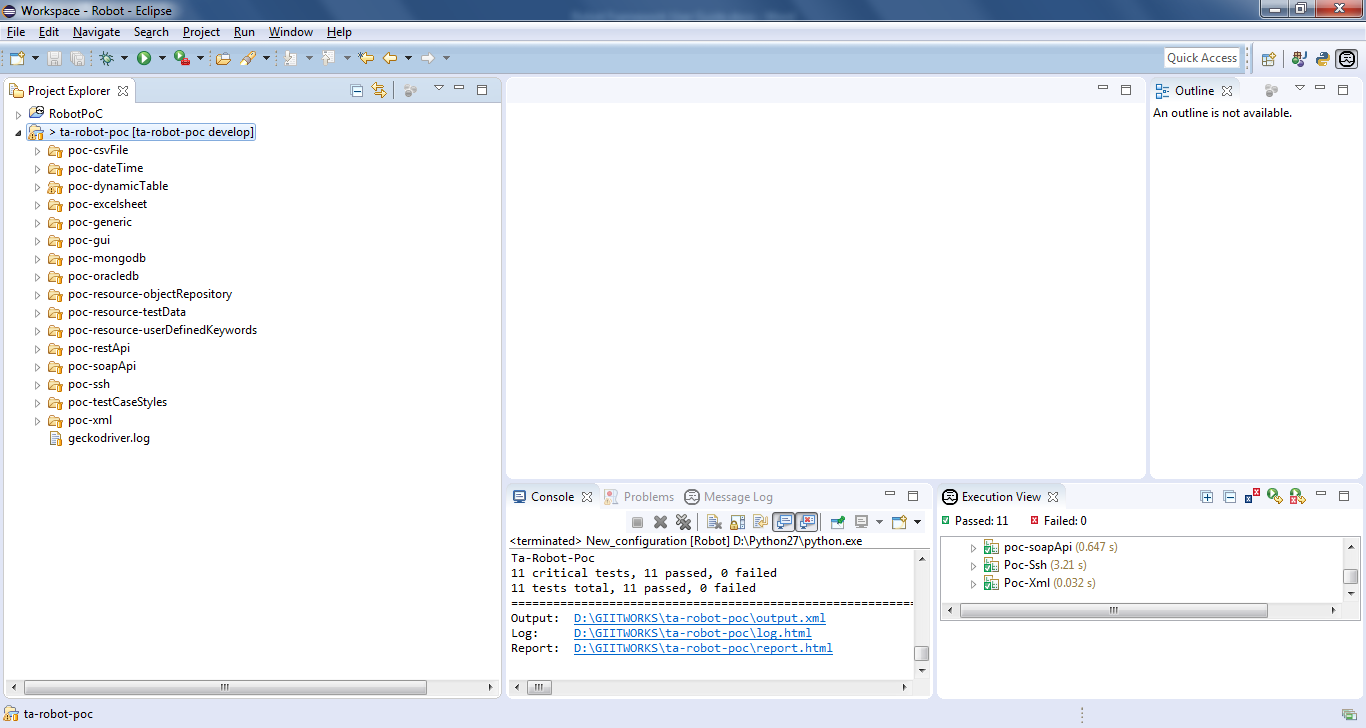 Workspace - Robot - Eclipse
File Edit Navigate Search Project Run Window Help
Quick Access
Project Explorer
RobotPoC
> ta-robot-poc [ta-robot-poc develop]
poc-csvFile
poc-dateTime
poc-dynamicTable
poc-excelsheet
poc-generic
poc-gui
poc-mongodb
poc-oracledb
poc-resource-objectRepository
poc-resource-testData
poc-resource-userDefinedKeywords
poc-restApi
poc-soapApi
poc-ssh
poc-testCaseStyles
poc-xml
geckodriver.log
Outline
An outline is not available.
Console Problems Message Log
<terminated> New_configuration [Robot] D:\Python27\python.exe
Ta-Robot-Poc
11 critical tests, 11 passed, 0 failed
11 tests total, 11 passed, 0 failed
==========================================================
Output: D:\GIITWORKS\ta-robot-poc\output.xml
Log: D:\GIITWORKS\ta-robot-poc\log.html
Report: D:\GIITWORKS\ta-robot-poc\report.html
Execution View
Passed: 11 Failed: 0
poc-soapApi (0.647 s)
Poc-Ssh (3.21 s)
Poc-Xml (0.032 s)
ta-robot-poc